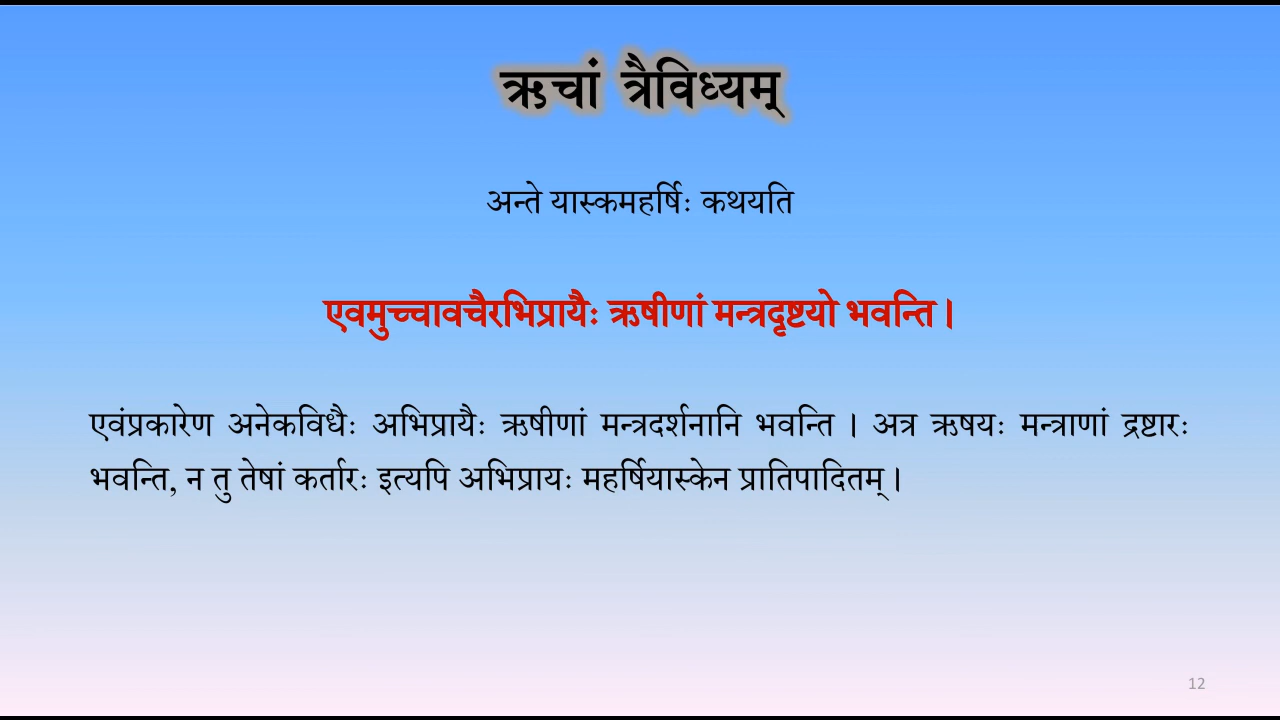 ऋचां त्रैविध्यम्
अन्ते यास्कमहर्षिः कथयति
एवमुच्चावचैरभिप्रायैः ऋषीणां मन्त्रदृष्टयो भवन्ति ।
एवंप्रकारेण अनेकविधैः अभिप्रायैः ऋषीणां मन्त्रदर्शनानि भवन्ति । अत्र ऋषयः मन्त्राणां द्रष्टारः
भवन्ति, न तु तेषां कर्तारः इत्यपि अभिप्रायः महर्षियास्केन प्रातिपादितम् ।
12